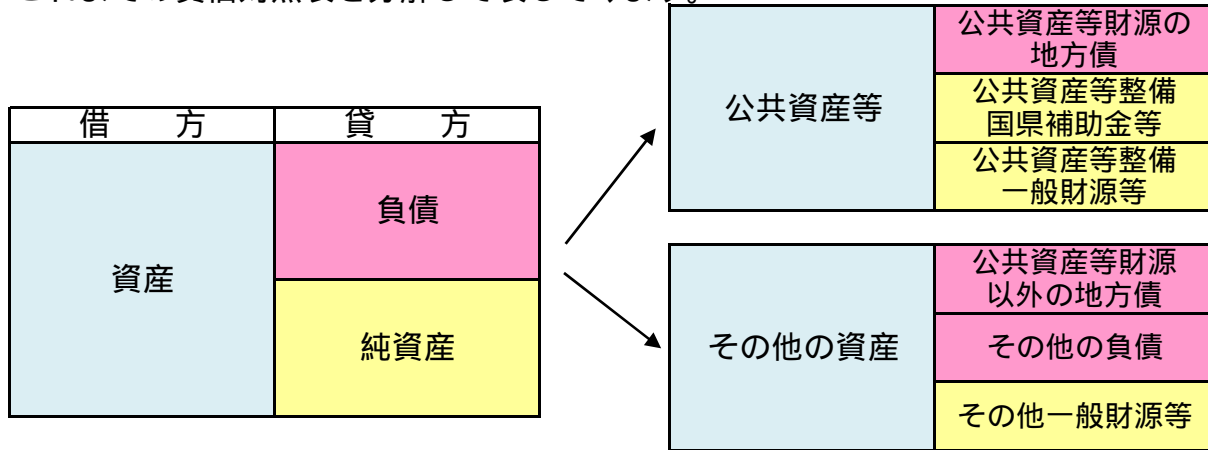 借　方
貸　方
資産
負債
純資産
公共資産等
公共資産等財源の
地方債
公共資産等整備
国県補助金等
公共資産等整備
一般財源等
その他の資産
公共資産等財源
以外の地方債
その他の負債
その他一般財源等